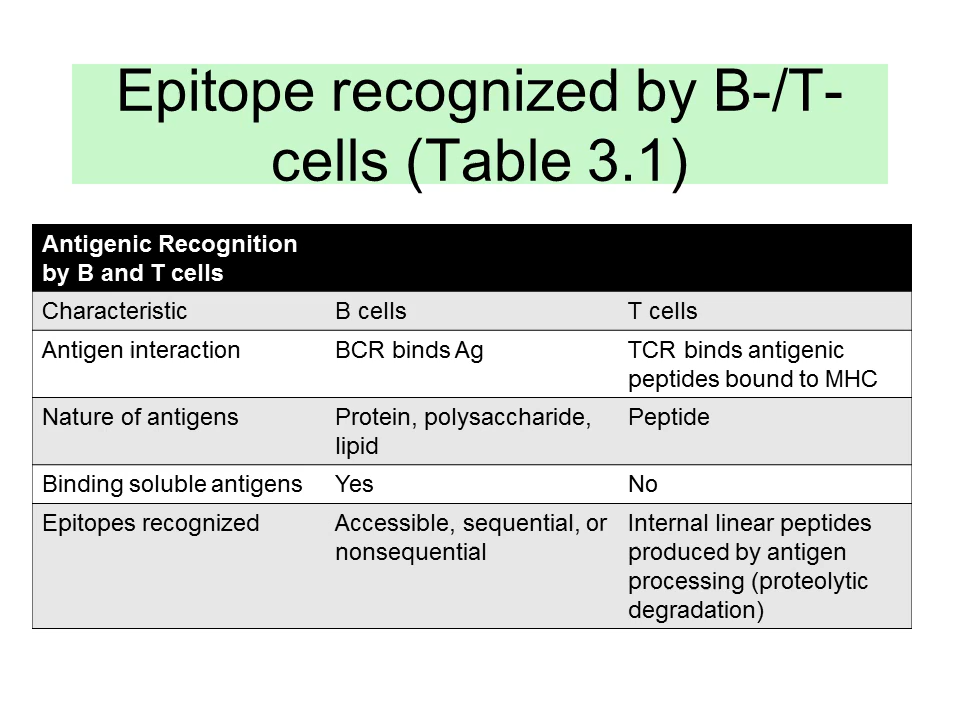 Epitope recognized by B-/T-
cells (Table 3.1)
Antigenic Recognition
by B and T cells
Characteristic B cells T cells
Antigen interaction BCR binds Ag TCR binds antigenic
peptides bound to MHC
Nature of antigens Protein, polysaccharide, Peptide
lipid
Binding soluble antigens Yes No
Epitopes recognized Accessible, sequential, or Internal linear peptides
nonsequential produced by antigen
processing (proteolytic
degradation)